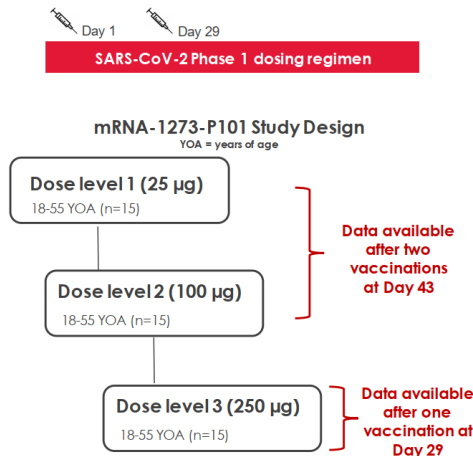 Day 1
Day 29
SARS-CoV-2 Phase 1 dosing regimen
mRNA-1273-P101 Study Design
YOA = years of age
Dose level 1 (25 µg)
18-55 YOA (n=15)
Data available
after two
vaccinations
at Day 43
Dose level 2 (100 µg)
18-55 YOA (n=15)
Dose level 3 (250 µg)
18-55 YOA (n=15)
Data available
after one
vaccination at
Day 29